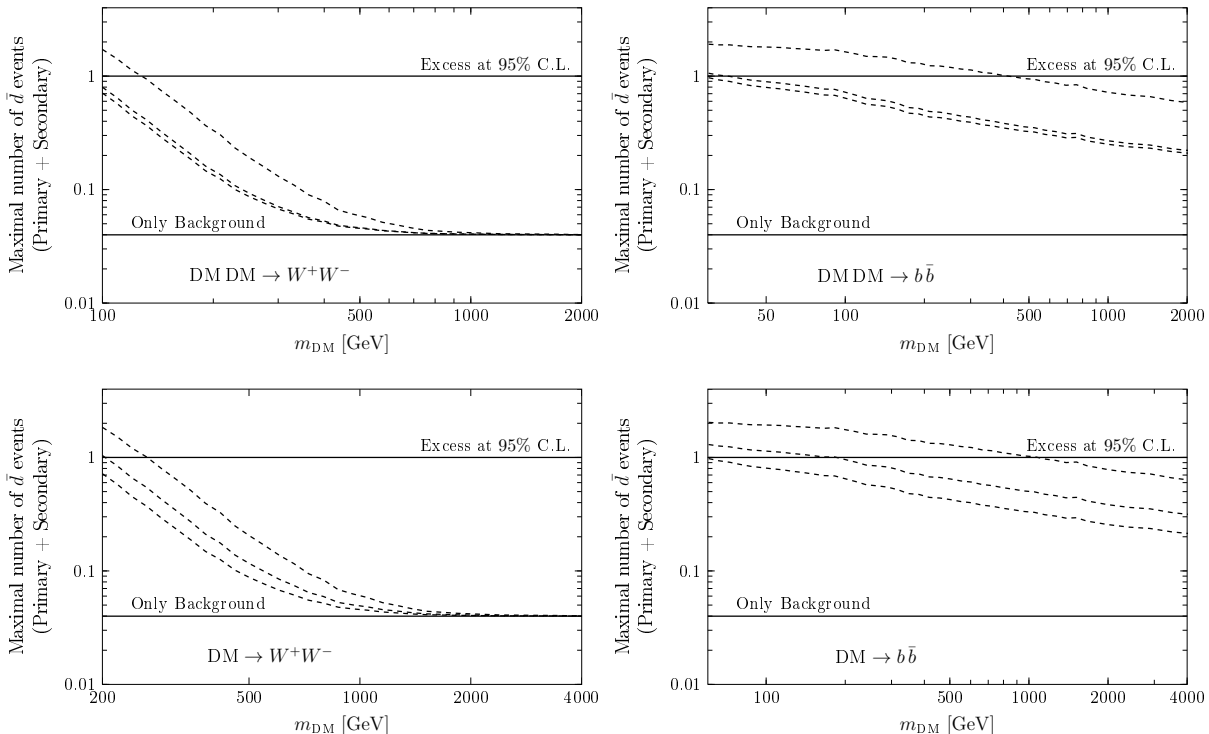 Maximal number of d̄ events
(Primary + Secondary)
1
0.1
0.01
Excess at 95% C.L.
Only Background
DM DM → W⁺W⁻
100
500
1000
2000
m_DM [GeV]
Maximal number of d̄ events
(Primary + Secondary)
1
0.1
0.01
Excess at 95% C.L.
Only Background
DM DM → b b̄
50
100
500
1000
2000
m_DM [GeV]
Maximal number of d̄ events
(Primary + Secondary)
1
0.1
0.01
Excess at 95% C.L.
Only Background
DM → W⁺W⁻
200
500
1000
2000
4000
m_DM [GeV]
Maximal number of d̄ events
(Primary + Secondary)
1
0.1
0.01
Excess at 95% C.L.
Only Background
DM → b b̄
100
200
500
1000
2000
4000
m_DM [GeV]